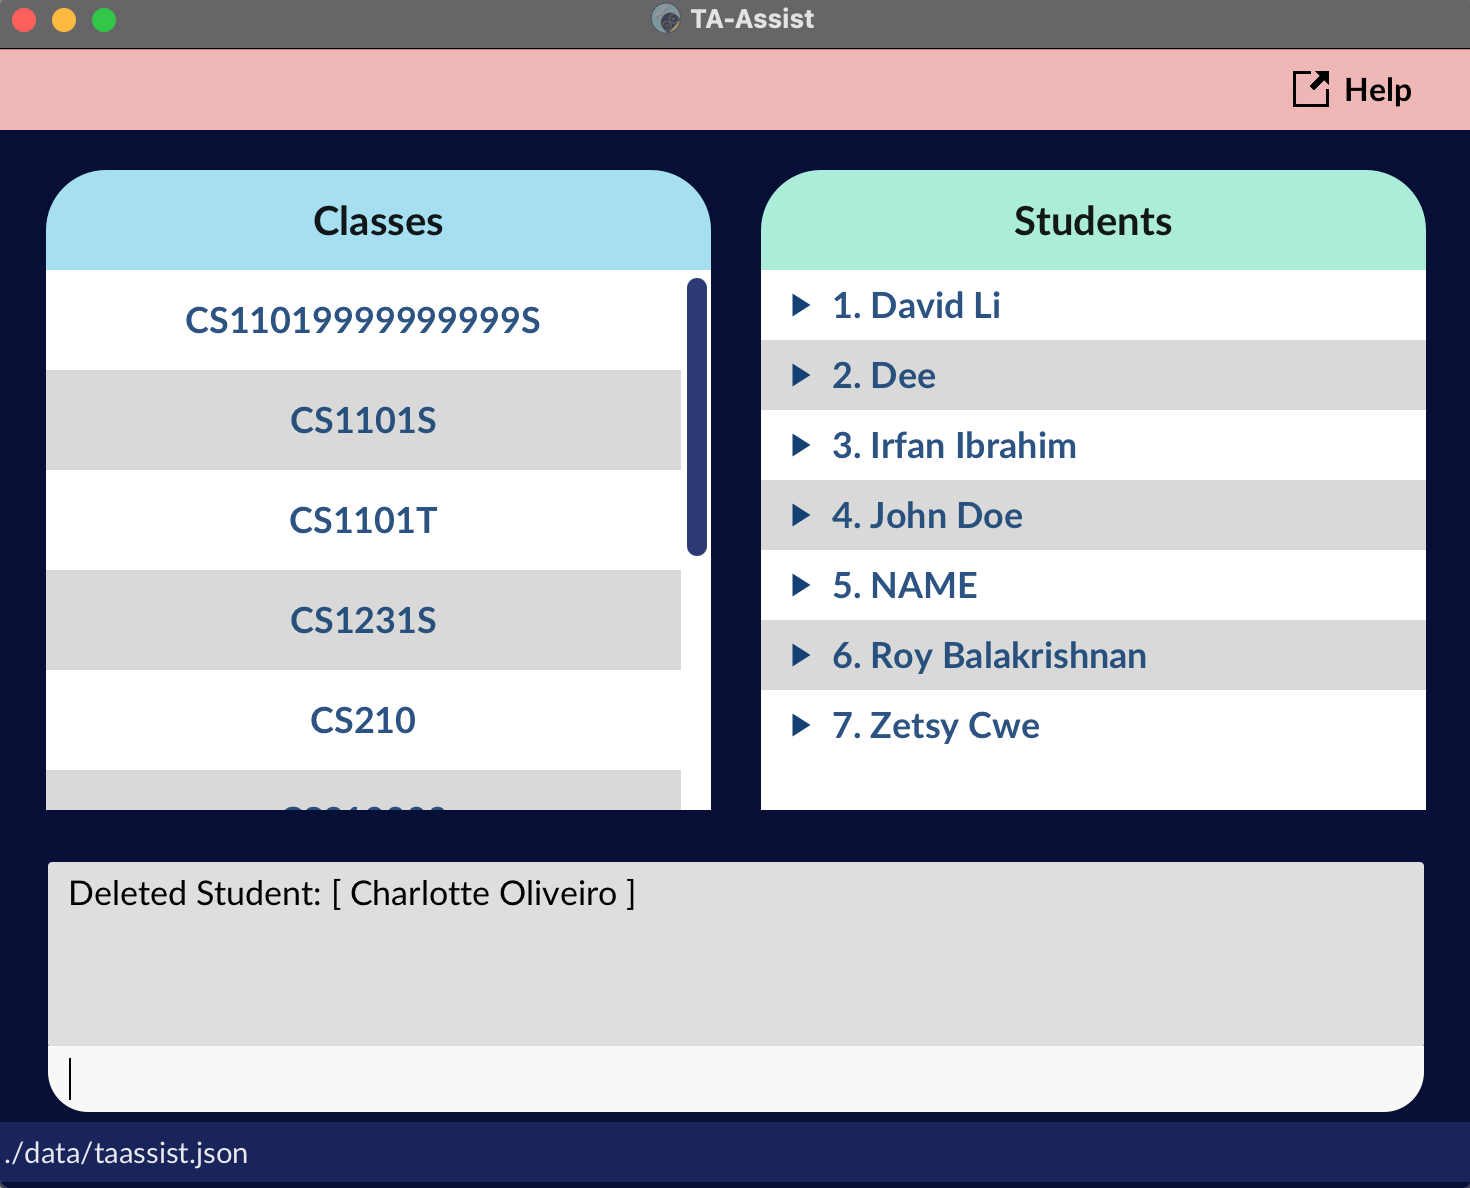 TA-Assist
Help
Classes
CS11019999999999S
CS1101S
CS1101T
CS1231S
CS210
Students
1. David Li
2. Dee
3. Irfan Ibrahim
4. John Doe
5. NAME
6. Roy Balakrishnan
7. Zetsy Cwe
Deleted Student: [ Charlotte Oliveiro ]
./data/taassist.json